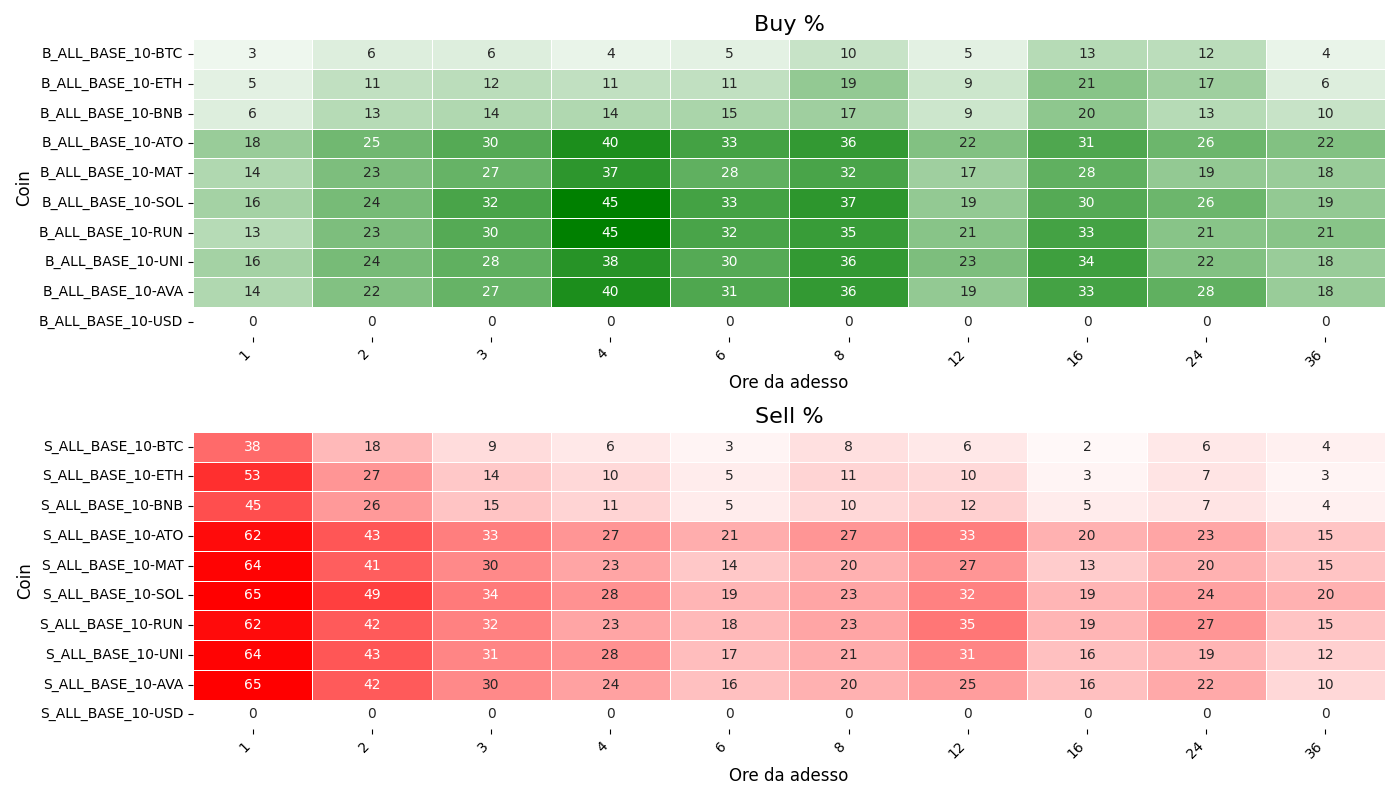 Buy %
B_ALL_BASE_10-BTC 3 6 6 4 5 10 5 13 12 4
B_ALL_BASE_10-ETH 5 11 12 11 11 19 9 21 17 6
B_ALL_BASE_10-BNB 6 13 14 14 15 17 9 20 13 10
B_ALL_BASE_10-ATO 18 25 30 40 33 36 22 31 26 22
B_ALL_BASE_10-MAT 14 23 27 37 28 32 17 28 19 18
Coin
B_ALL_BASE_10-SOL 16 24 32 45 33 37 19 30 26 19
B_ALL_BASE_10-RUN 13 23 30 45 32 35 21 33 21 21
B_ALL_BASE_10-UNI 16 24 28 38 30 36 23 34 22 18
B_ALL_BASE_10-AVA 14 22 27 40 31 36 19 33 28 18
B_ALL_BASE_10-USD 0 0 0 0 0 0 0 0 0 0
1 2 3 4 6 8 12 16 24 36
Ore da adesso
Sell %
S_ALL_BASE_10-BTC 38 18 9 6 3 8 6 2 6 4
S_ALL_BASE_10-ETH 53 27 14 10 5 11 10 3 7 3
S_ALL_BASE_10-BNB 45 26 15 11 5 10 12 5 7 4
S_ALL_BASE_10-ATO 62 43 33 27 21 27 33 20 23 15
S_ALL_BASE_10-MAT 64 41 30 23 14 20 27 13 20 15
Coin
S_ALL_BASE_10-SOL 65 49 34 28 19 23 32 19 24 20
S_ALL_BASE_10-RUN 62 42 32 23 18 23 35 19 27 15
S_ALL_BASE_10-UNI 64 43 31 28 17 21 31 16 19 12
S_ALL_BASE_10-AVA 65 42 30 24 16 20 25 16 22 10
S_ALL_BASE_10-USD 0 0 0 0 0 0 0 0 0 0
1 2 3 4 6 8 12 16 24 36
Ore da adesso